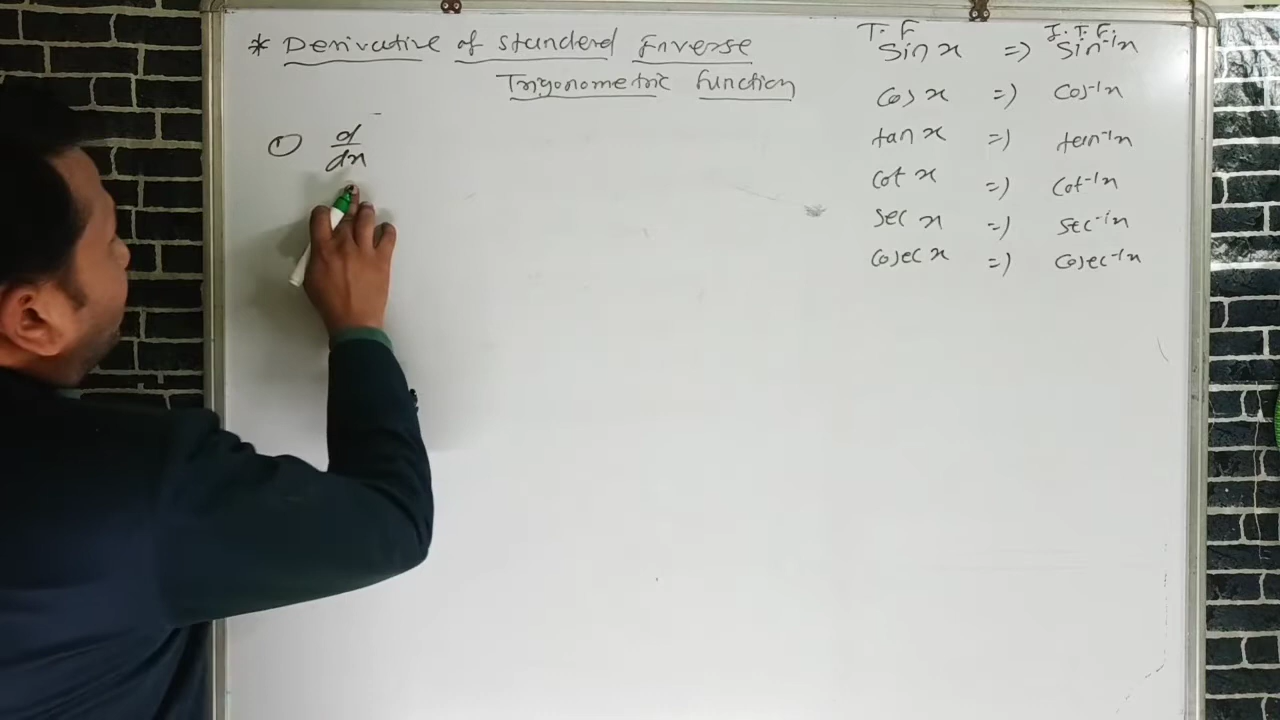 * Derivative of standerd Inverse
Trigonometric function
① d/dx
T. F I. T. F.
Sin x => Sin⁻¹x
Cos x => Cos⁻¹x
tan x => tan⁻¹x
Cot x => Cot⁻¹x
Sec x => Sec⁻¹x
Cosec x => Cosec⁻¹x